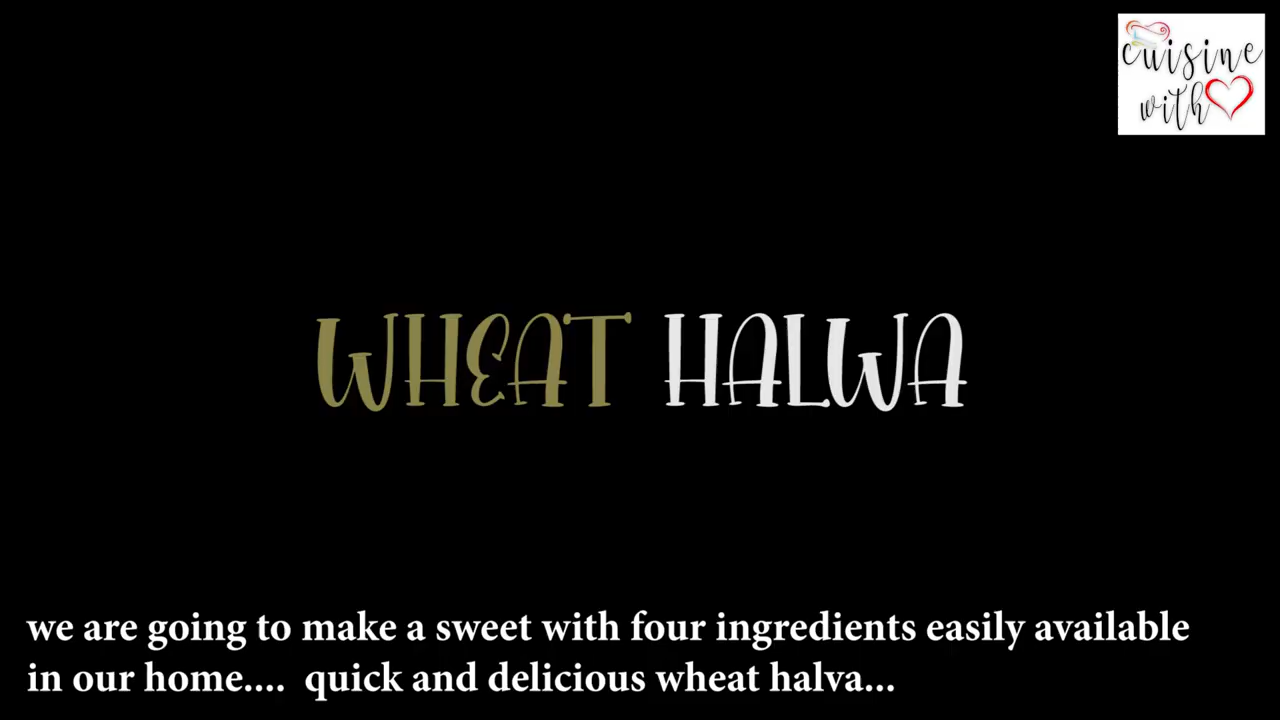 cuisine
with
WHEAT HALWA
we are going to make a sweet with four ingredients easily available
in our home.... quick and delicious wheat halva...